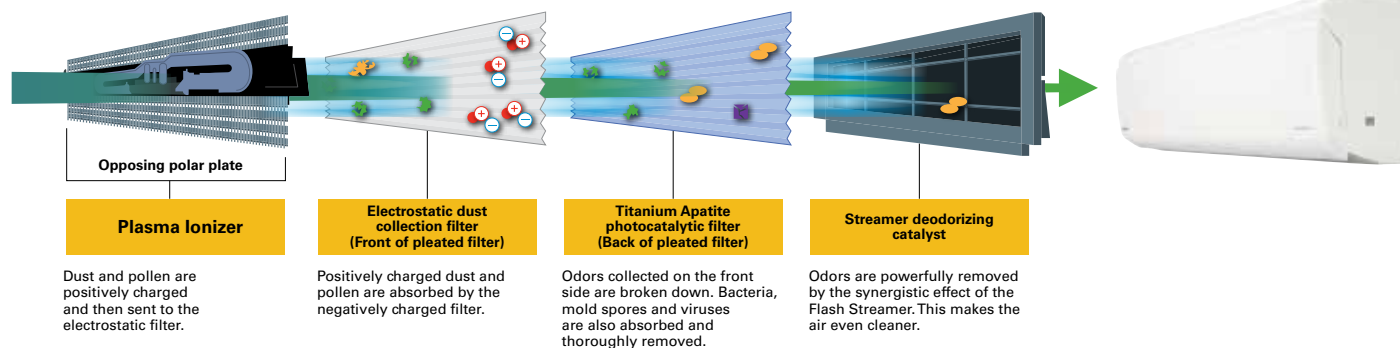 Opposing polar plate
Plasma Ionizer
Dust and pollen are
positively charged
and then sent to the
electrostatic filter.
Electrostatic dust
collection filter
(Front of pleated filter)
Positively charged dust and
pollen are absorbed by the
negatively charged filter.
Titanium Apatite
photocatalytic filter
(Back of pleated filter)
Odors collected on the front
side are broken down. Bacteria,
mold spores and viruses
are also absorbed and
thoroughly removed.
Streamer deodorizing
catalyst
Odors are powerfully removed
by the synergistic effect of the
Flash Streamer. This makes the
air even cleaner.